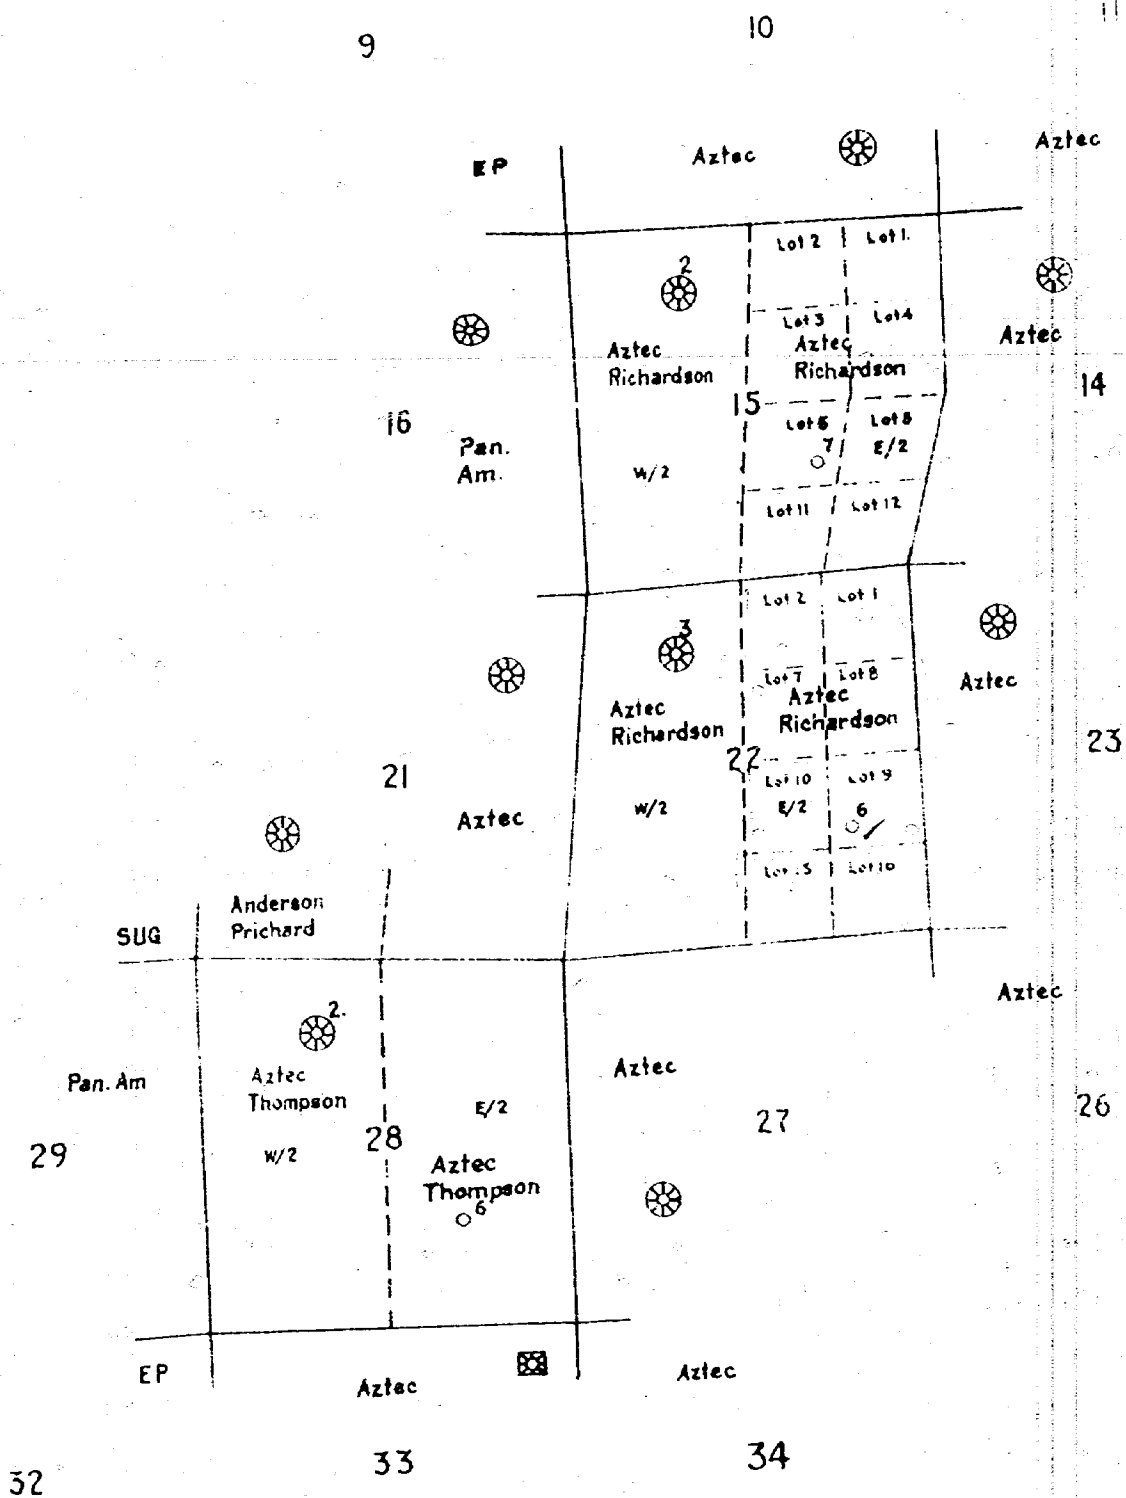 9
10
EP
Aztec
Aztec
Lot 2
Lot 1.
2
Lot 3
Lot 4
Aztec
Richardson
Aztec
Richardson
Aztec
14
15
16
Pan.
Am.
Lot 8
7
E/2
W/2
Lot 11
Lot 12
Lot 2
Lot 1
3
Lot 7
Lot 8
Aztec
Richardson
Aztec
Richardson
Aztec
23
22
21
Lot 10
Lot 9
Aztec
W/2
E/2
6
Lot 16
Anderson
Prichard
SUG
Aztec
2.
Pan. Am
Aztec
Thompson
Aztec
E/2
26
27
28
29
W/2
Aztec
Thompson
6
EP
Aztec
Aztec
33
34
32